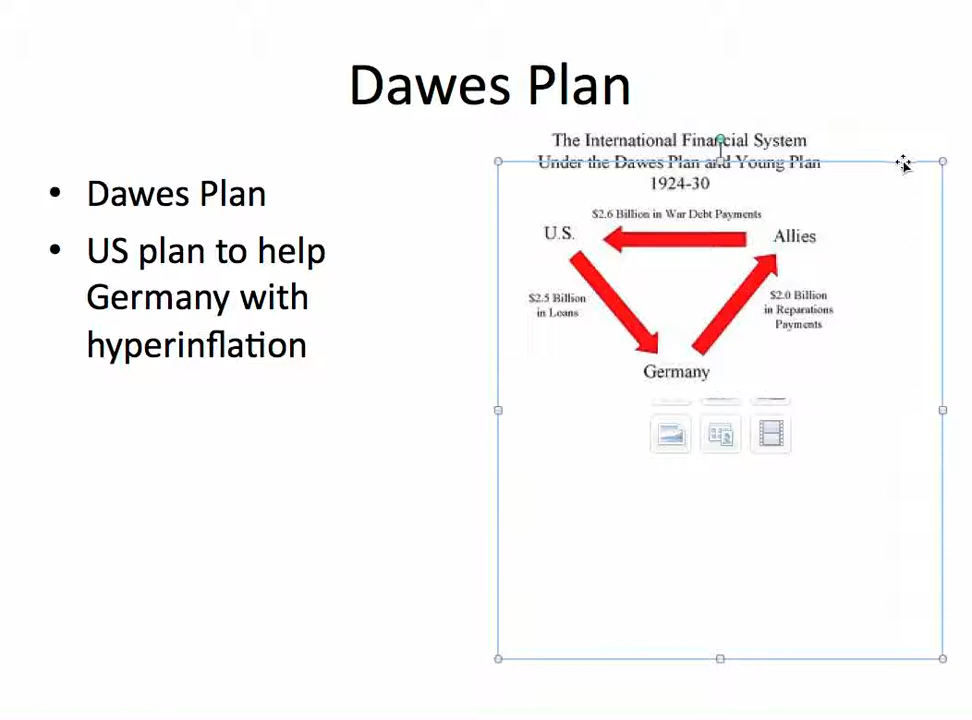 Dawes Plan
• Dawes Plan
• US plan to help
Germany with
hyperinflation
The International Financial System
Under the Dawes Plan and Young Plan
1924-30
$2.6 Billion in War Debt Payments
U.S.
Allies
$2.5 Billion
in Loans
$2.0 Billion
in Reparations
Payments
Germany